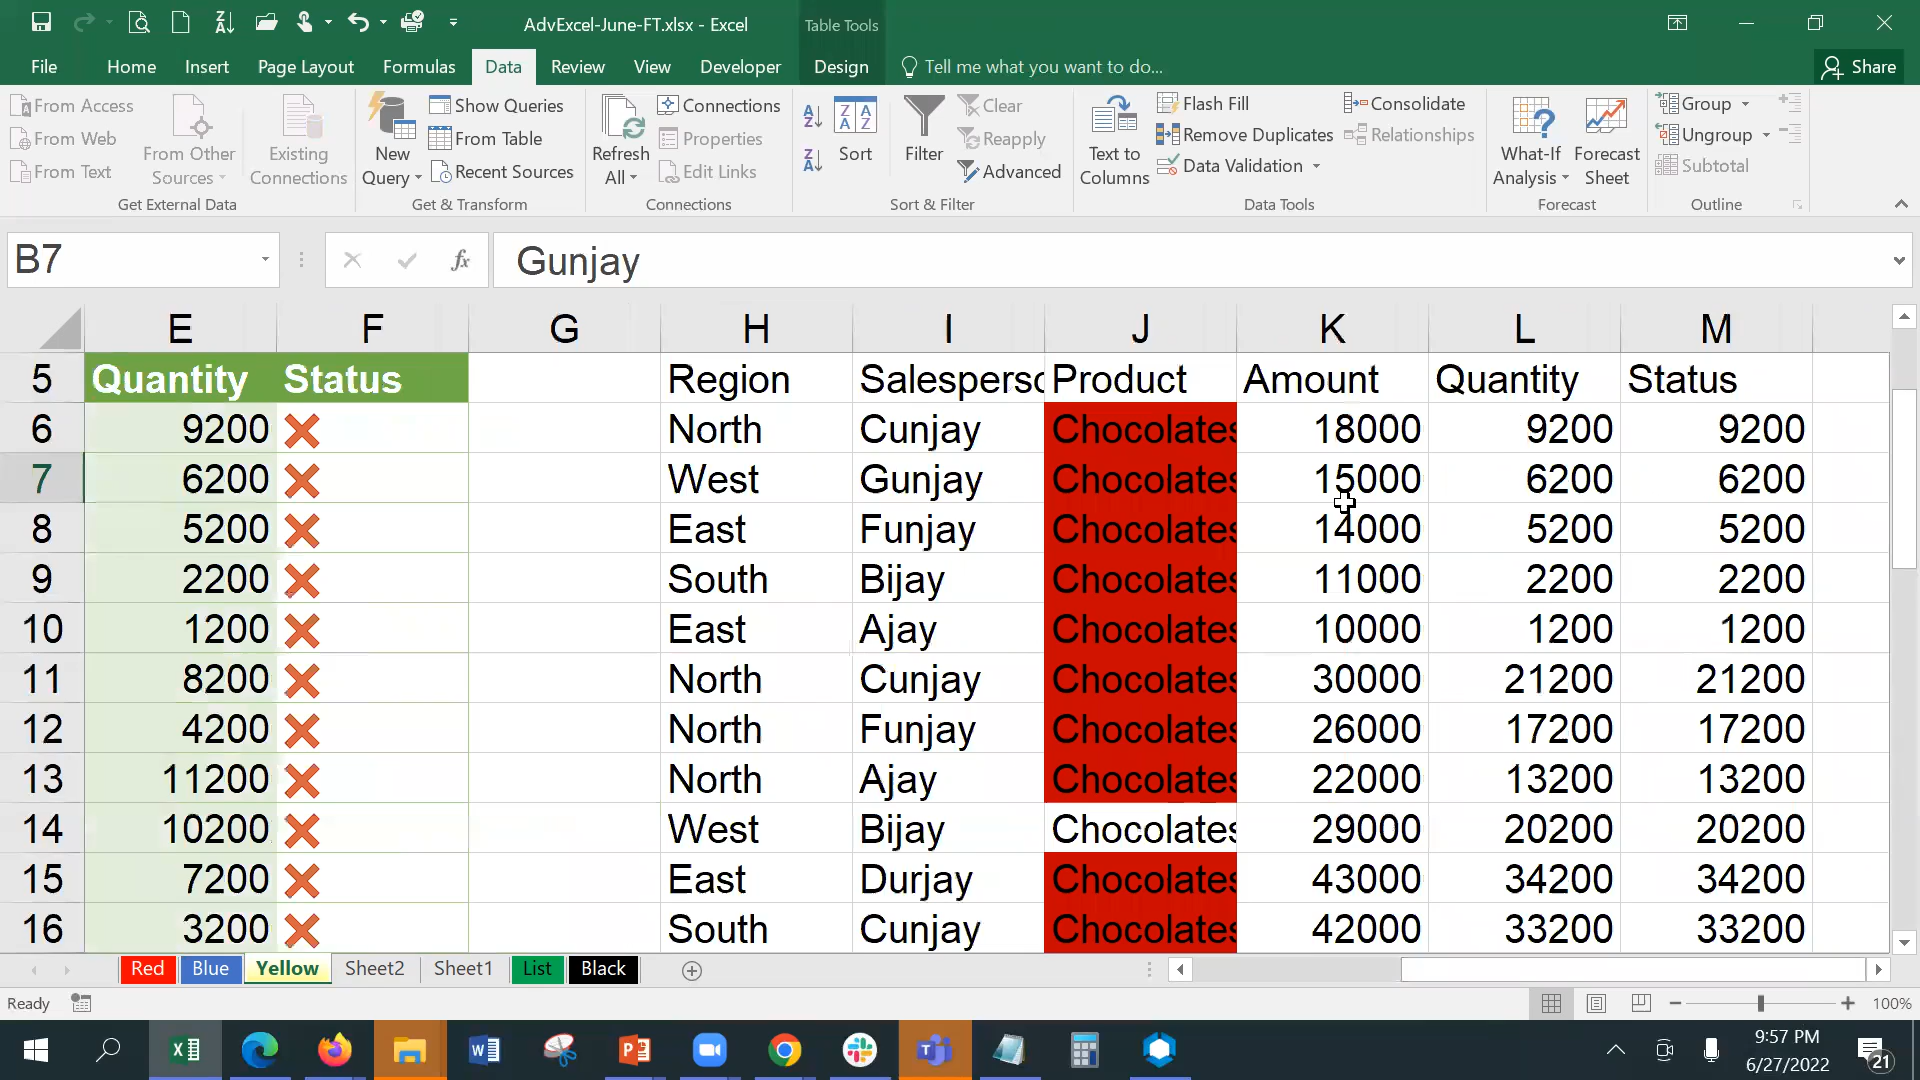 AdvExcel-June-FT.xlsx - Excel
Table Tools
File Home Insert Page Layout Formulas Data Review View Developer Design Tell me what you want to do... Share
From Access
From Web
From Text
From Other Sources
Existing Connections
Get External Data
New Query
Show Queries
From Table
Recent Sources
Get & Transform
Refresh All
Connections
Properties
Edit Links
Connections
Sort
Filter
Clear
Reapply
Advanced
Sort & Filter
Text to Columns
Flash Fill
Remove Duplicates
Data Validation
Consolidate
Relationships
Data Tools
What-If Analysis
Forecast Sheet
Forecast
Group
Ungroup
Subtotal
Outline
B7 fx Gunjay
E F G H I J K L M
5 Quantity Status Region Salesperso Product Amount Quantity Status
6 9200 North Cunjay Chocolates 18000 9200 9200
7 6200 West Gunjay Chocolates 15000 6200 6200
8 5200 East Funjay Chocolates 14000 5200 5200
9 2200 South Bijay Chocolates 11000 2200 2200
10 1200 East Ajay Chocolates 10000 1200 1200
11 8200 North Cunjay Chocolates 30000 21200 21200
12 4200 North Funjay Chocolates 26000 17200 17200
13 11200 North Ajay Chocolates 22000 13200 13200
14 10200 West Bijay Chocolates 29000 20200 20200
15 7200 East Durjay Chocolates 43000 34200 34200
16 3200 South Cunjay Chocolates 42000 33200 33200
Red Blue Yellow Sheet2 Sheet1 List Black
Ready 100%
9:57 PM
6/27/2022
21